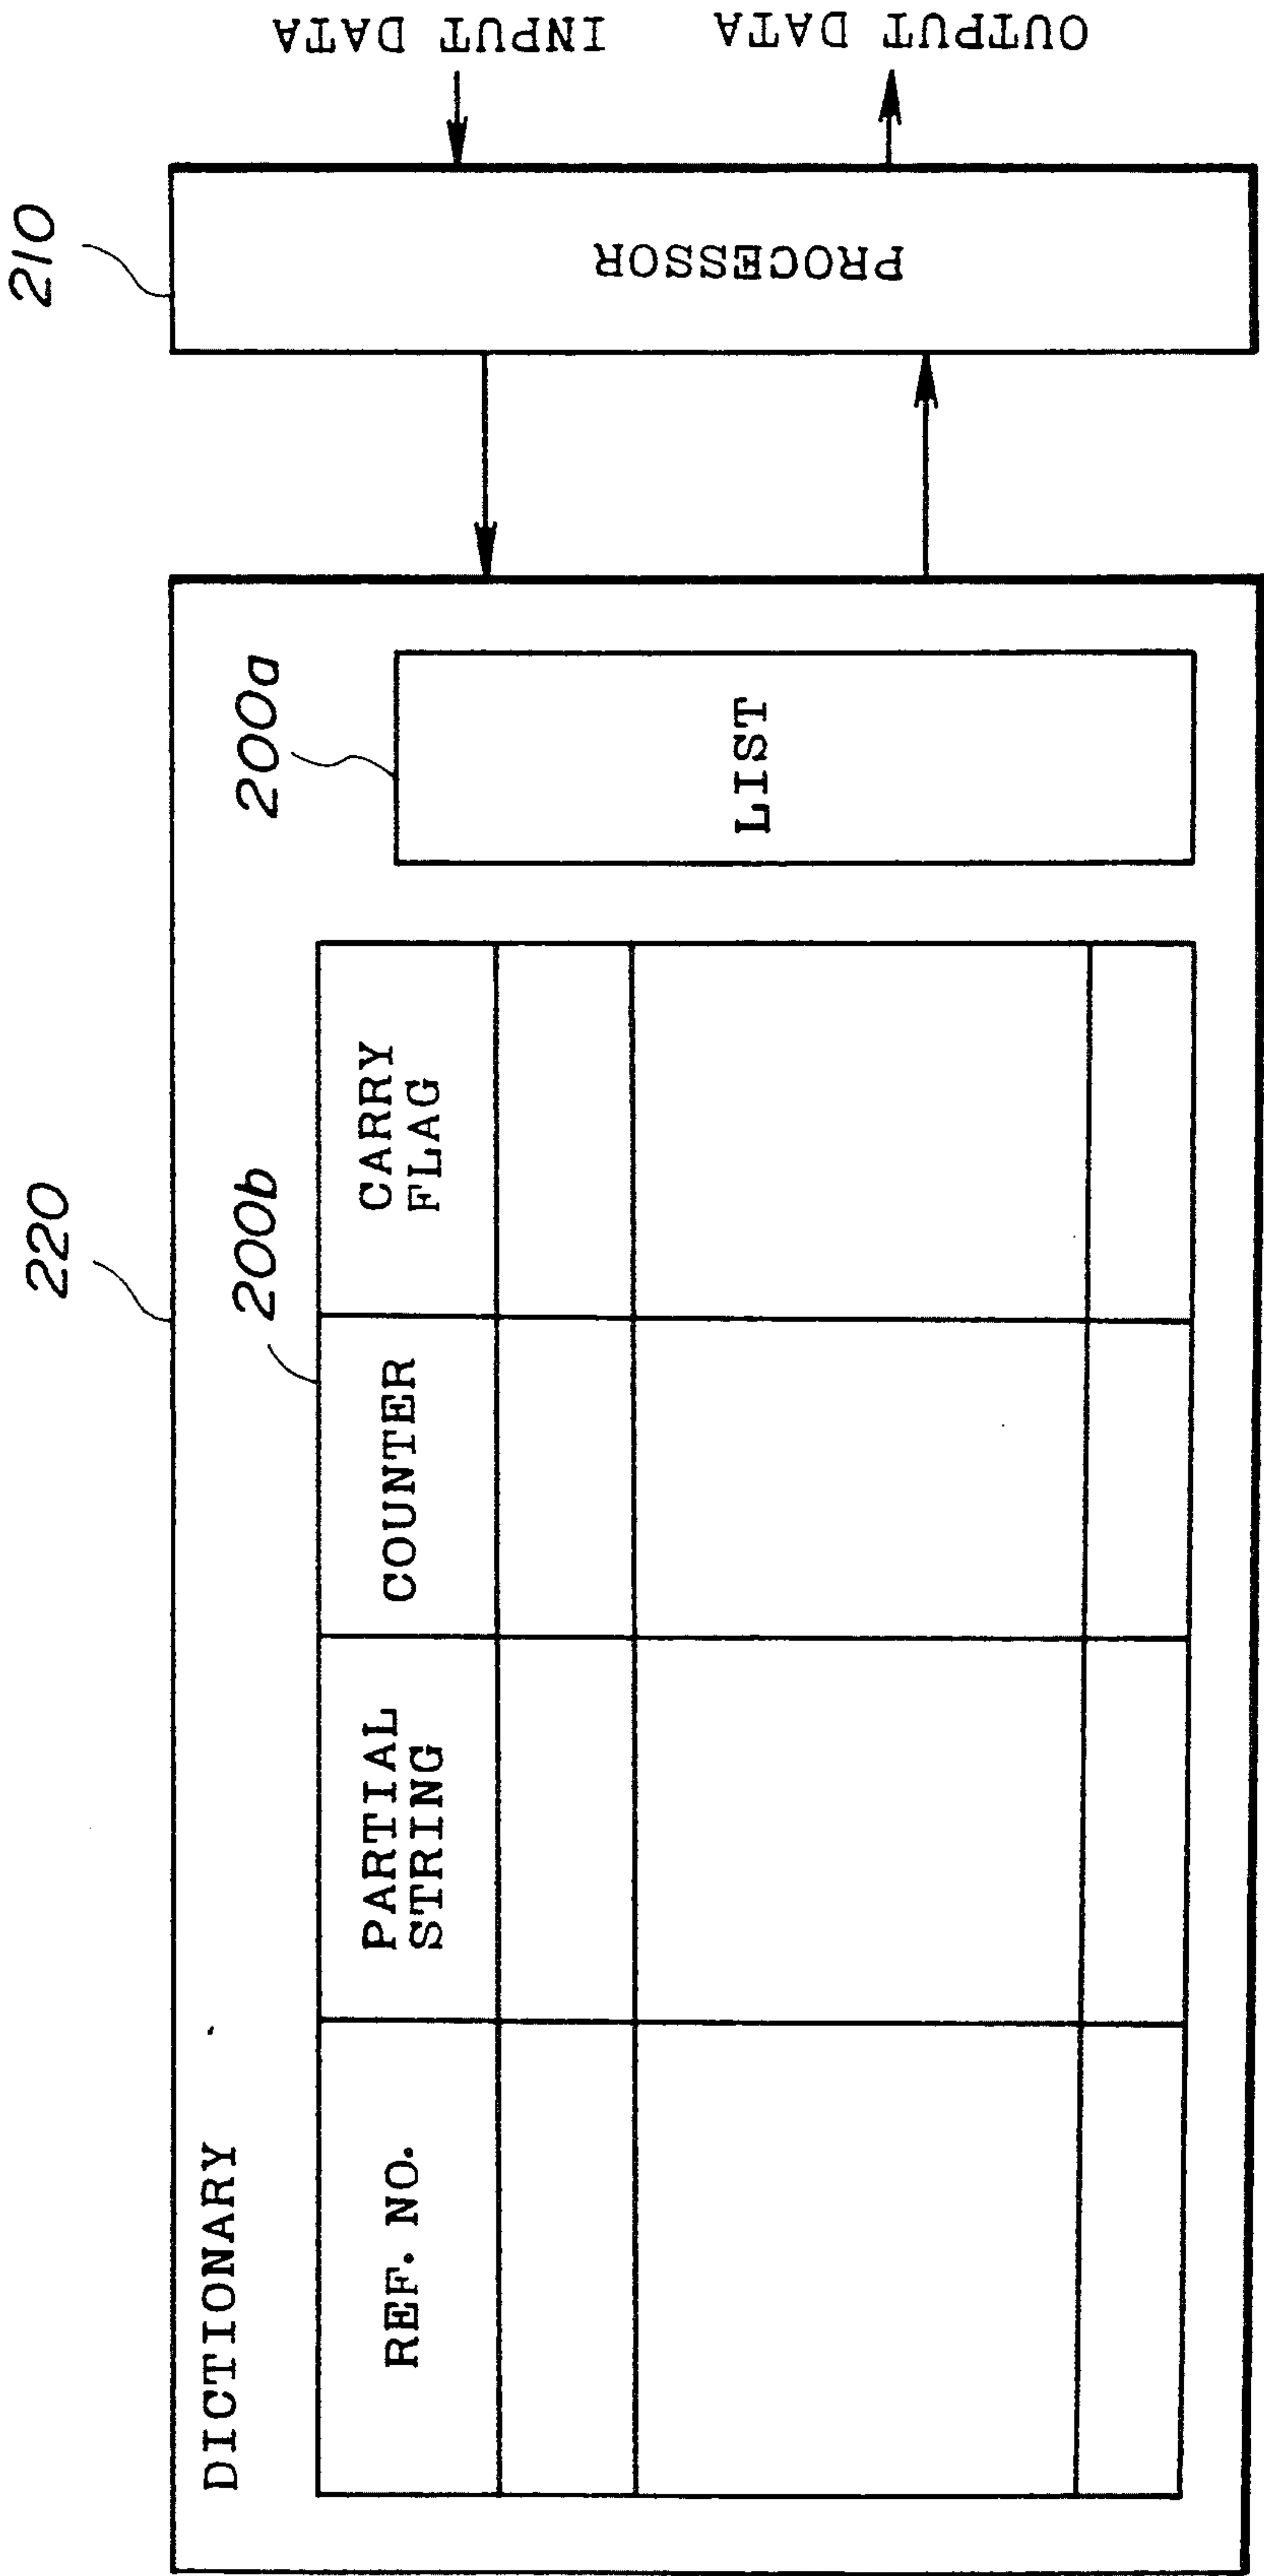 220
210
DICTIONARY
200b
200a
REF. NO.
PARTIAL
STRING
COUNTER
CARRY
FLAG
LIST
PROCESSOR
INPUT DATA
OUTPUT DATA